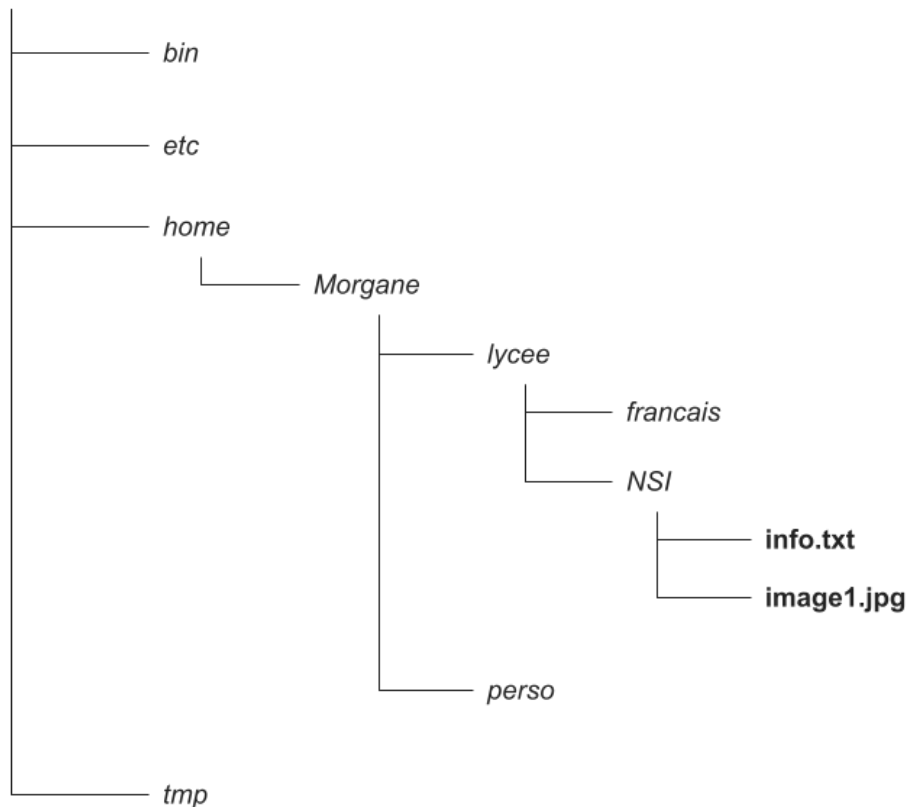 bin
etc
home
Morgane
lycee
francais
NSI
info.txt
image1.jpg
perso
tmp